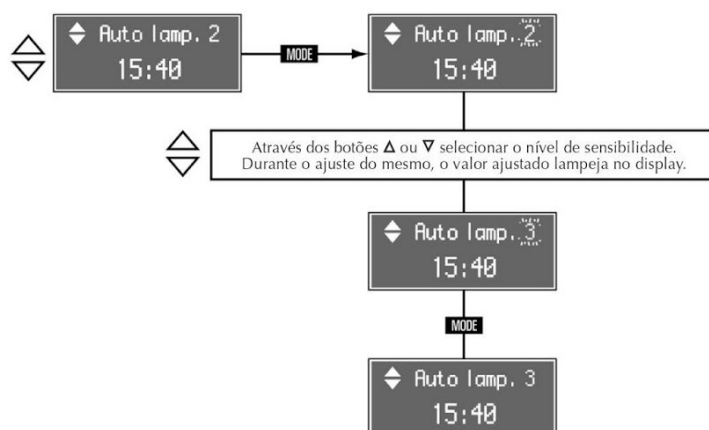 Auto lamp. 2
15:40
MODE
Auto lamp. 2
15:40
Através dos botões Δ ou ∇ selecionar o nível de sensibilidade.
Durante o ajuste do mesmo, o valor ajustado lampeja no display.
Auto lamp. 3
15:40
MODE
Auto lamp. 3
15:40